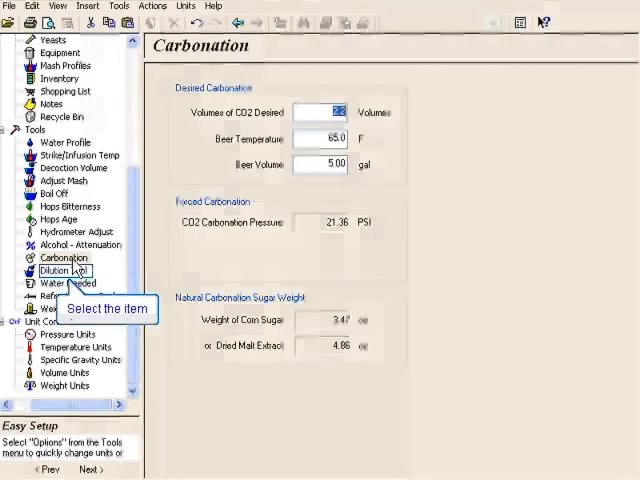 File Edit View Insert Tools Actions Units Help
Yeasts
Equipment
Mash Profiles
Inventory
Shopping List
Notes
Recycle Bin
Tools
Water Profile
Strike/Infusion Temp
Decoction Volume
Adjust Mash
Boil Off
Hops Bitterness
Hops Age
Hydrometer Adjust
Alcohol - Attenuation
Carbonation
Dilution
Water Needed
Select the item
Unit
Pressure Units
Temperature Units
Specific Gravity Units
Volume Units
Weight Units
Easy Setup
Select "Options" from the Tools
menu to quickly change units or
< Prev Next >
Carbonation
Desired Carbonation
Volumes of CO2 Desired 2.2 Volumes
Beer Temperature 65.0 F
Beer Volume 5.00 gal
Forced Carbonation
CO2 Carbonation Pressure 21.36 PSI
Natural Carbonation Sugar Weight
Weight of Corn Sugar 3.47 oz
or Dried Malt Extract 4.86 oz